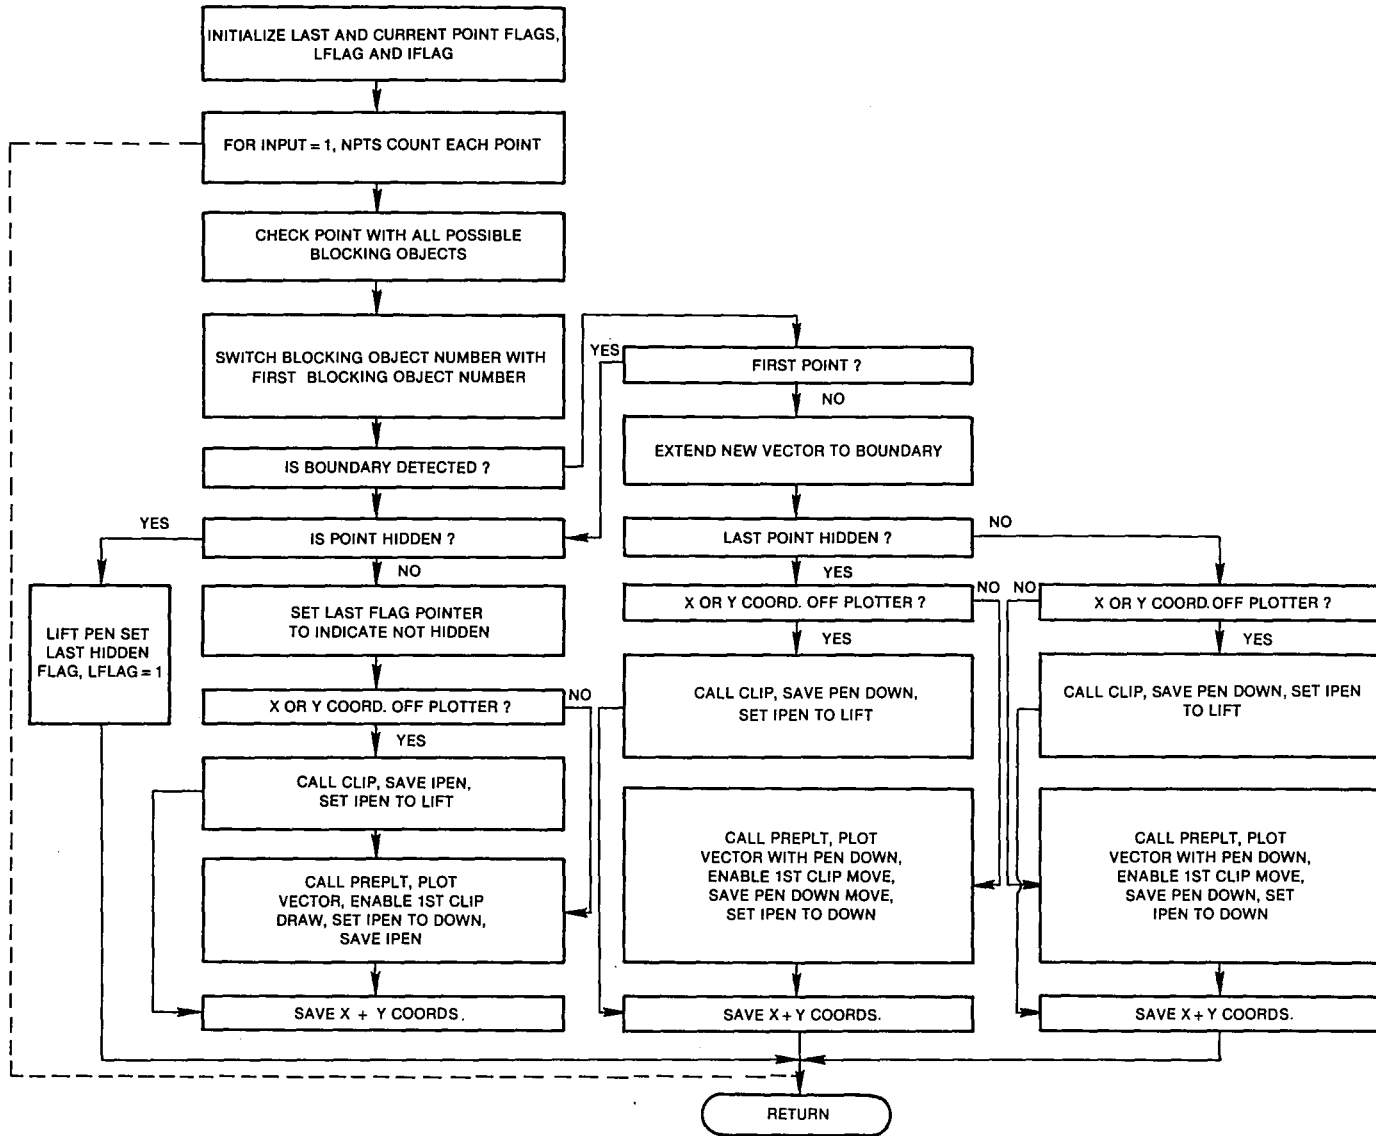 INITIALIZE LAST AND CURRENT POINT FLAGS,
LFLAG AND IFLAG
FOR INPUT = 1, NPTS COUNT EACH POINT
CHECK POINT WITH ALL POSSIBLE
BLOCKING OBJECTS
SWITCH BLOCKING OBJECT NUMBER WITH
FIRST BLOCKING OBJECT NUMBER
IS BOUNDARY DETECTED ?
YES
IS POINT HIDDEN ?
NO
LIFT PEN SET
LAST HIDDEN
FLAG, LFLAG = 1
SET LAST FLAG POINTER
TO INDICATE NOT HIDDEN
X OR Y COORD. OFF PLOTTER ?
NO
YES
CALL CLIP, SAVE IPEN,
SET IPEN TO LIFT
CALL PREPLT, PLOT
VECTOR, ENABLE 1ST CLIP
DRAW, SET IPEN TO DOWN,
SAVE IPEN
SAVE X + Y COORDS.
YES
FIRST POINT ?
NO
EXTEND NEW VECTOR TO BOUNDARY
LAST POINT HIDDEN ?
NO
YES
X OR Y COORD. OFF PLOTTER ?
NO
YES
CALL CLIP, SAVE PEN DOWN,
SET IPEN TO LIFT
CALL PREPLT, PLOT
VECTOR WITH PEN DOWN,
ENABLE 1ST CLIP MOVE,
SAVE PEN DOWN MOVE,
SET IPEN TO DOWN
SAVE X + Y COORDS.
NO
X OR Y COORD. OFF PLOTTER ?
YES
CALL CLIP, SAVE PEN DOWN, SET IPEN
TO LIFT
CALL PREPLT, PLOT
VECTOR WITH PEN DOWN,
ENABLE 1ST CLIP MOVE,
SAVE PEN DOWN, SET
IPEN TO DOWN
SAVE X + Y COORDS.
RETURN